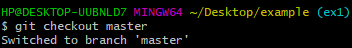 HP@DESKTOP-UUBNLD7 MINGW64 ~/Desktop/example (ex1)
$ git checkout master
Switched to branch 'master'